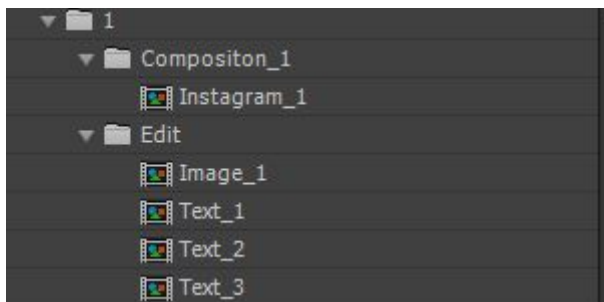 1
Compositon_1
Instagram_1
Edit
Image_1
Text_1
Text_2
Text_3